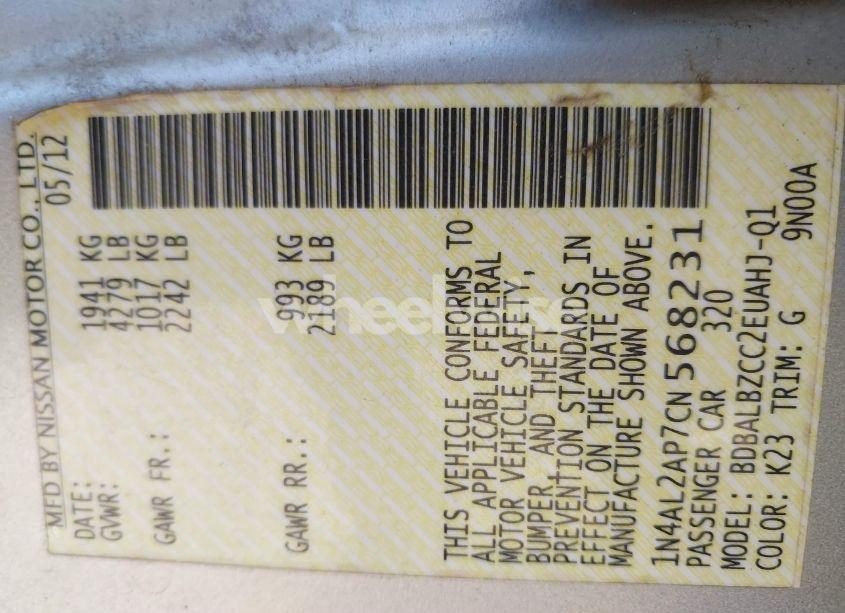 MFD BY NISSAN MOTOR CO., LTD.
DATE: 05/12
GVWR: 1941 KG
4279 LB
GAWR FR.: 1017 KG
2242 LB
GAWR RR.: 993 KG
2189 LB
THIS VEHICLE CONFORMS TO
ALL APPLICABLE FEDERAL
MOTOR VEHICLE SAFETY,
BUMPER, AND THEFT
PREVENTION STANDARDS IN
EFFECT ON THE DATE OF
MANUFACTURE SHOWN ABOVE.
1N4AL2AP7CN568231
PASSENGER CAR 320
MODEL: BDBALBZCC2EUAHJ-Q1
COLOR: K23 TRIM: G 9N00A